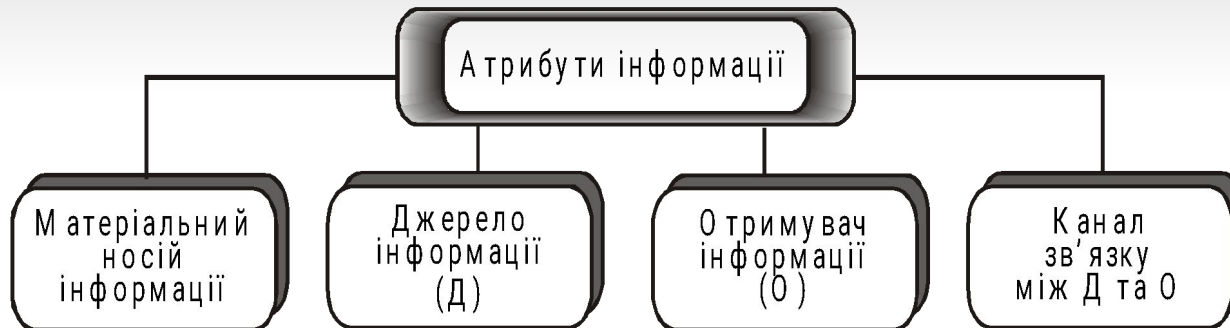 Атрибути інформації
Матеріальний
носій
інформації
Джерело
інформації
(Д)
Отримувач
інформації
(О)
Канал
зв’язку
між Д та О